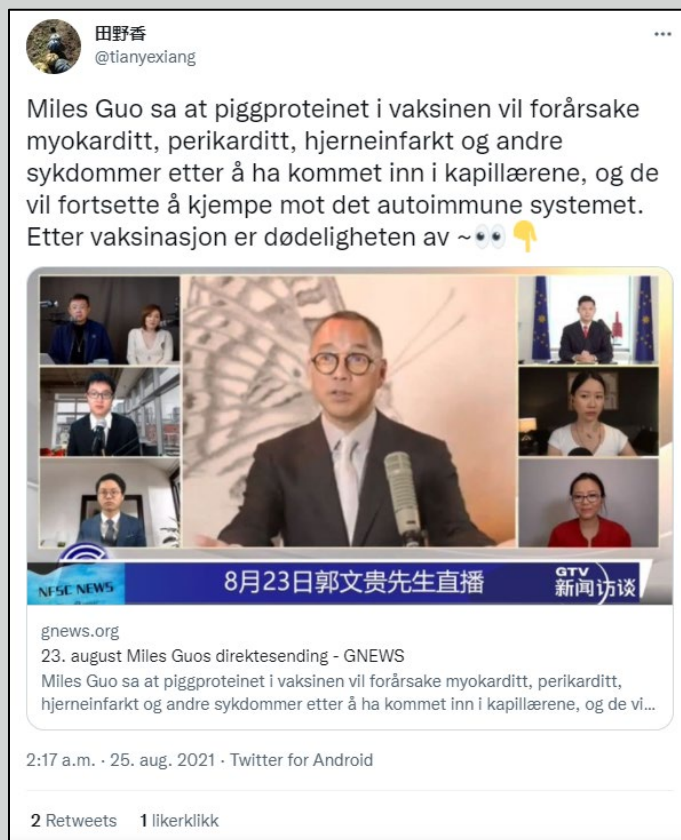 田野香
@tianyexiang
Miles Guo sa at piggproteinet i vaksinen vil forårsake
myokarditt, perikarditt, hjerneinfarkt og andre
sykdommer etter å ha kommet inn i kapillærene, og de
vil fortsette å kjempe mot det autoimmune systemet.
Etter vaksinasjon er dødeligheten av ~👀👇
NFSC NEWS
8月23日郭文贵先生直播
GTV
新闻访谈
gnews.org
23. august Miles Guos direktesending - GNEWS
Miles Guo sa at piggproteinet i vaksinen vil forårsake myokarditt, perikarditt,
hjerneinfarkt og andre sykdommer etter å ha kommet inn i kapillærene, og de vi...
2:17 a.m. · 25. aug. 2021 · Twitter for Android
2 Retweets 1 likerklikk